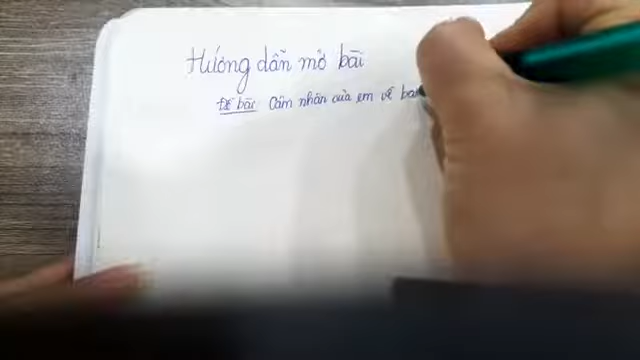 Hướng dẫn mở bài
Đề bài Cảm nhận của em về